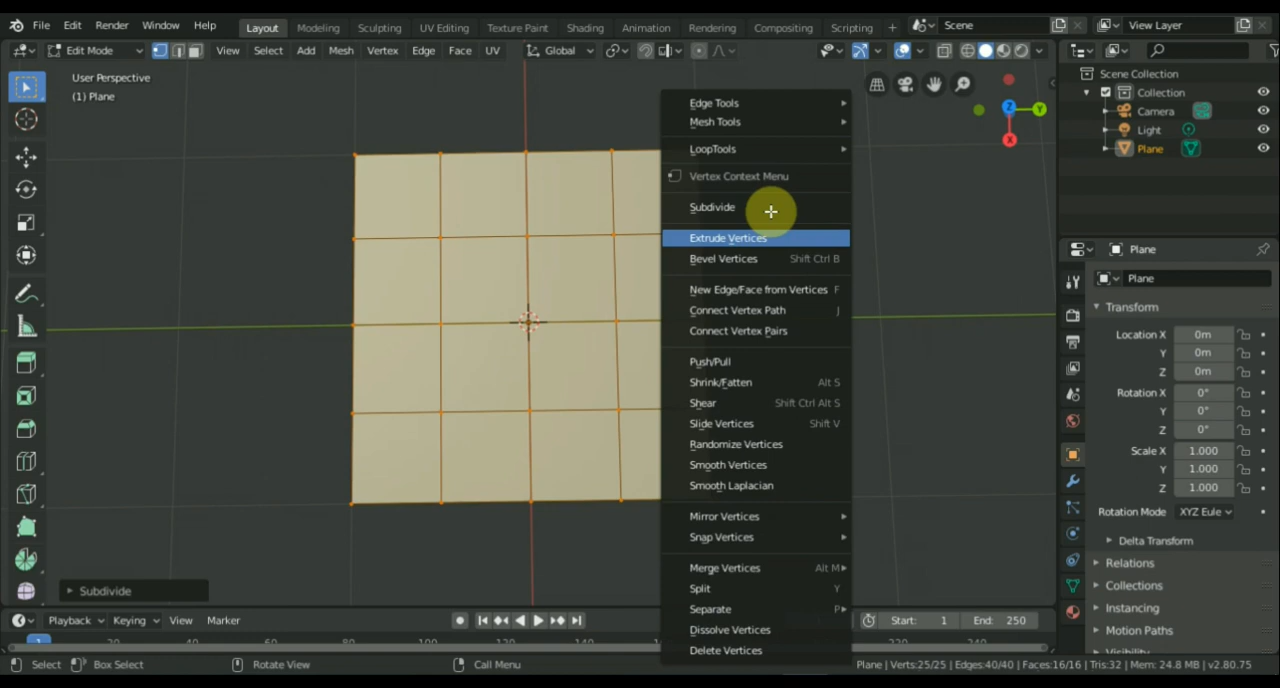 File Edit Render Window Help Layout Modeling Sculpting UV Editing Texture Paint Shading Animation Rendering Compositing Scripting + Scene View Layer
Edit Mode View Select Add Mesh Vertex Edge Face UV Global
User Perspective
(1) Plane
Edge Tools
Mesh Tools
LoopTools
Vertex Context Menu
Subdivide
Extrude Vertices
Bevel Vertices Shift Ctrl B
New Edge/Face from Vertices F
Connect Vertex Path J
Connect Vertex Pairs
Push/Pull
Shrink/Fatten Alt S
Shear Shift Ctrl Alt S
Slide Vertices Shift V
Randomize Vertices
Smooth Vertices
Smooth Laplacian
Mirror Vertices
Snap Vertices
Merge Vertices Alt M
Split Y
Separate P
Dissolve Vertices
Delete Vertices
Z
Y
X
Scene Collection
Collection
Camera
Light
Plane
Plane
Plane
Transform
Location X 0m
Y 0m
Z 0m
Rotation X 0°
Y 0°
Z 0°
Scale X 1.000
Y 1.000
Z 1.000
Rotation Mode XYZ Eule
Delta Transform
Relations
Collections
Instancing
Motion Paths
Visibility
Subdivide
Playback Keying View Marker Start: 1 End: 250
1
Select Box Select Rotate View Call Menu Plane | Verts:25/25 | Edges:40/40 | Faces:16/16 | Tris:32 | Mem: 24.8 MB | v2.80.75